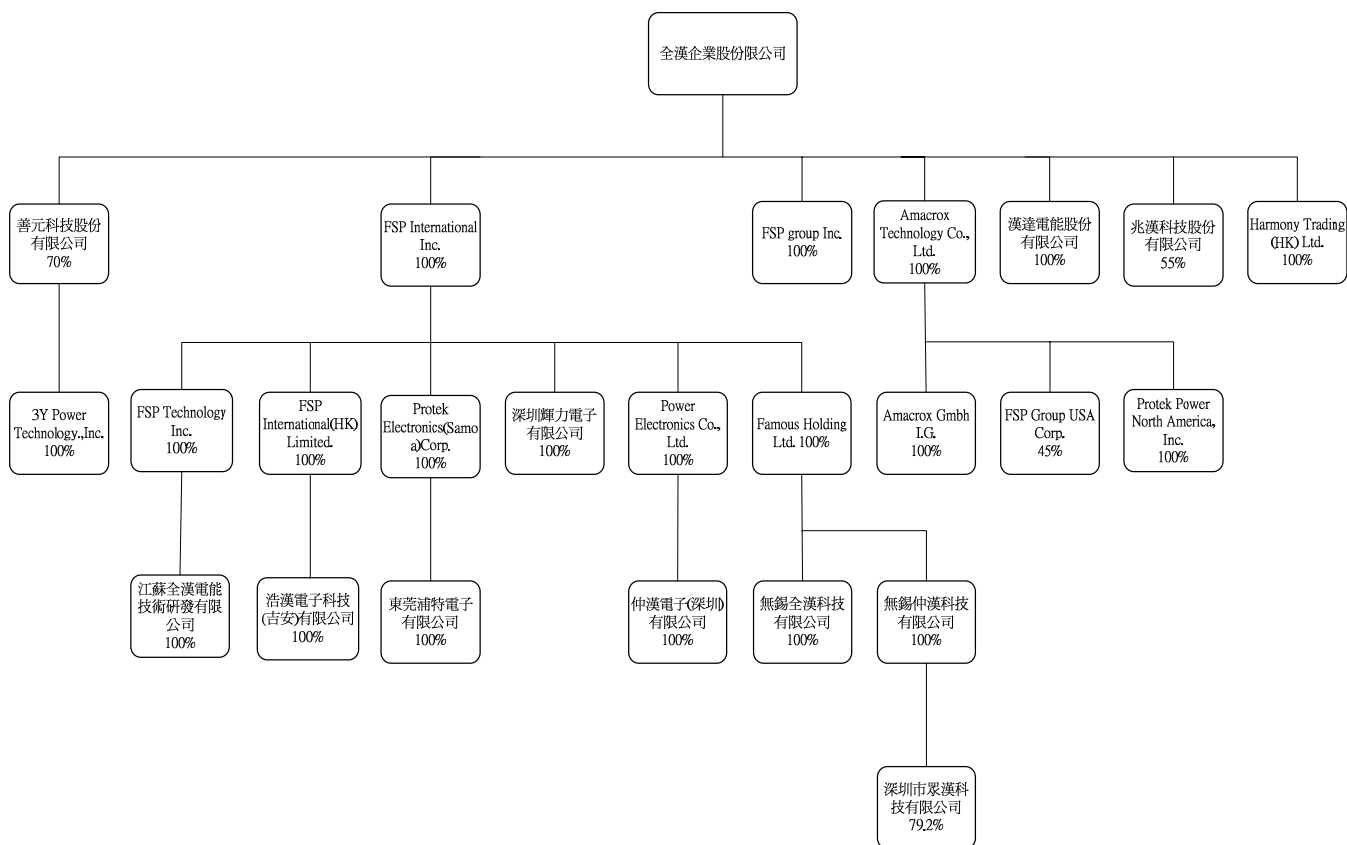 全漢企業股份限公司
善元科技股份
有限公司
70%
FSP International
Inc.
100%
FSP group Inc.
100%
Amacrox
Technology Co.,
Ltd.
100%
漢達電能股份
有限公司
100%
兆漢科技股份
有限公司
55%
Harmony Trading
(HK) Ltd.
100%
3Y Power
Technology.,Inc.
100%
FSP Technology
Inc.
100%
FSP
International(HK)
Limited.
100%
Protek
Electronics(Samo
a)Corp.
100%
深圳輝力電子
有限公司
100%
Power
Electronics Co.,
Ltd.
100%
Famous Holding
Ltd. 100%
Amacrox Gmbh
I.G.
100%
FSP Group USA
Corp.
45%
Protek Power
North America,
Inc.
100%
江蘇全漢電能
技術研發有限
公司
100%
浩漢電子科技
(吉安)有限公司
100%
東莞浦特電子
有限公司
100%
仲漢電子(深圳)
有限公司
100%
無錫全漢科技
有限公司
100%
無錫仲漢科技
有限公司
100%
深圳市眾漢科
技有限公司
79.2%